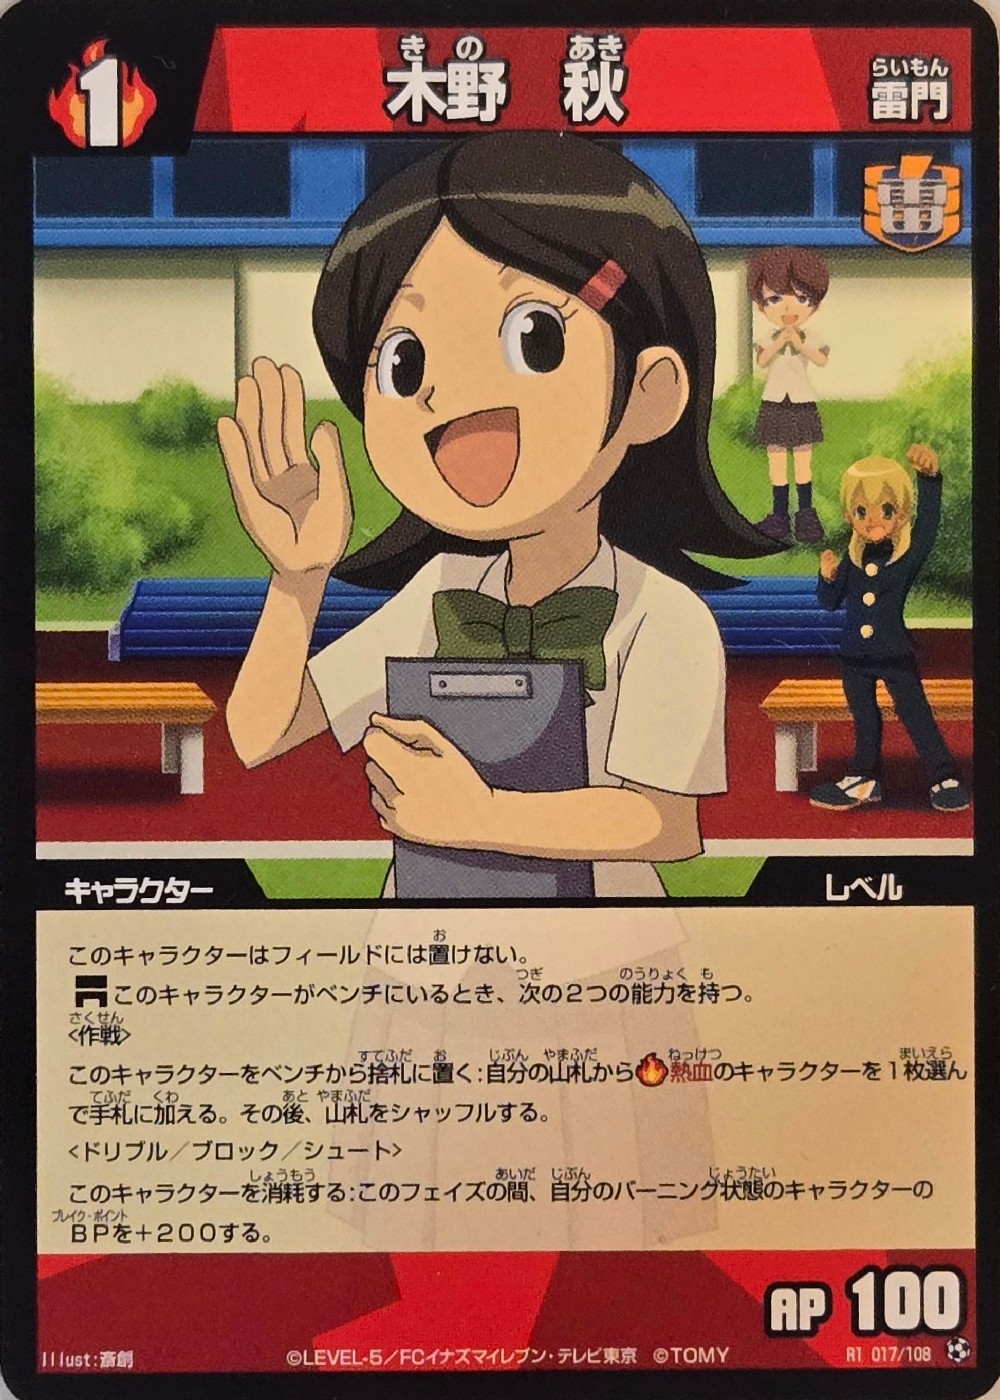 1
木野 秋
きの あき
雷門
らいもん
雷
キャラクター
レベル
このキャラクターはフィールドには置けない。
このキャラクターがベンチにいるとき、次の2つの能力を持つ。
<作戦>
このキャラクターをベンチから捨札に置く:自分の山札から熱血のキャラクターを1枚選ん
で手札に加える。その後、山札をシャッフルする。
<ドリブル/ブロック/シュート>
このキャラクターを消耗する:このフェイズの間、自分のバーニング状態のキャラクターの
BPを+200する。
AP 100
Illust:斎創
©LEVEL-5/FCイナズマイレブン・テレビ東京 ©TOMY
R1 017/108